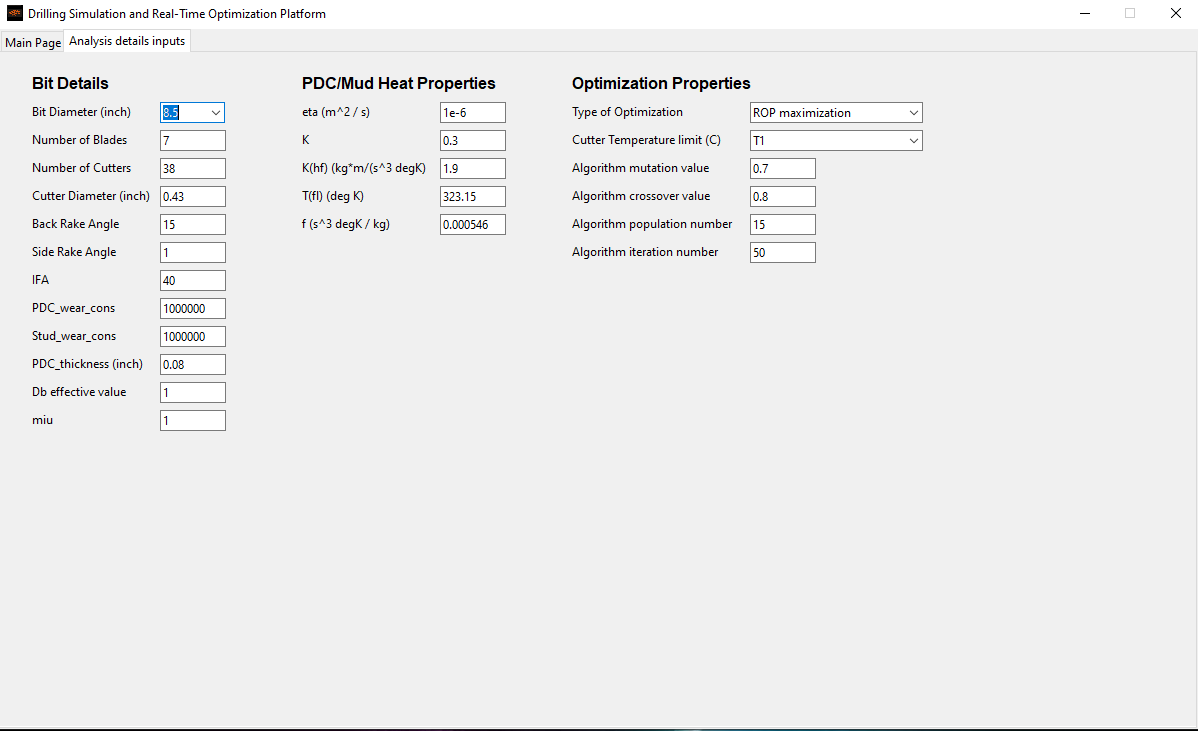 Drilling Simulation and Real-Time Optimization Platform
Main Page Analysis details inputs
Bit Details
Bit Diameter (inch) 8.5
Number of Blades 7
Number of Cutters 38
Cutter Diameter (inch) 0.43
Back Rake Angle 15
Side Rake Angle 1
IFA 40
PDC_wear_cons 1000000
Stud_wear_cons 1000000
PDC_thickness (inch) 0.08
Db effective value 1
miu 1
PDC/Mud Heat Properties
eta (m^2 / s) 1e-6
K 0.3
K(hf) (kg*m/(s^3 degK) 1.9
T(fl) (deg K) 323.15
f (s^3 degK / kg) 0.000546
Optimization Properties
Type of Optimization ROP maximization
Cutter Temperature limit (C) T1
Algorithm mutation value 0.7
Algorithm crossover value 0.8
Algorithm population number 15
Algorithm iteration number 50